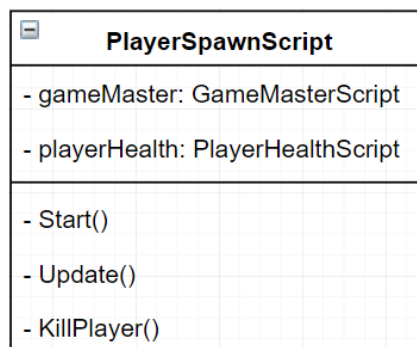 PlayerSpawnScript
- gameMaster: GameMasterScript
- playerHealth: PlayerHealthScript
- Start()
- Update()
- KillPlayer()